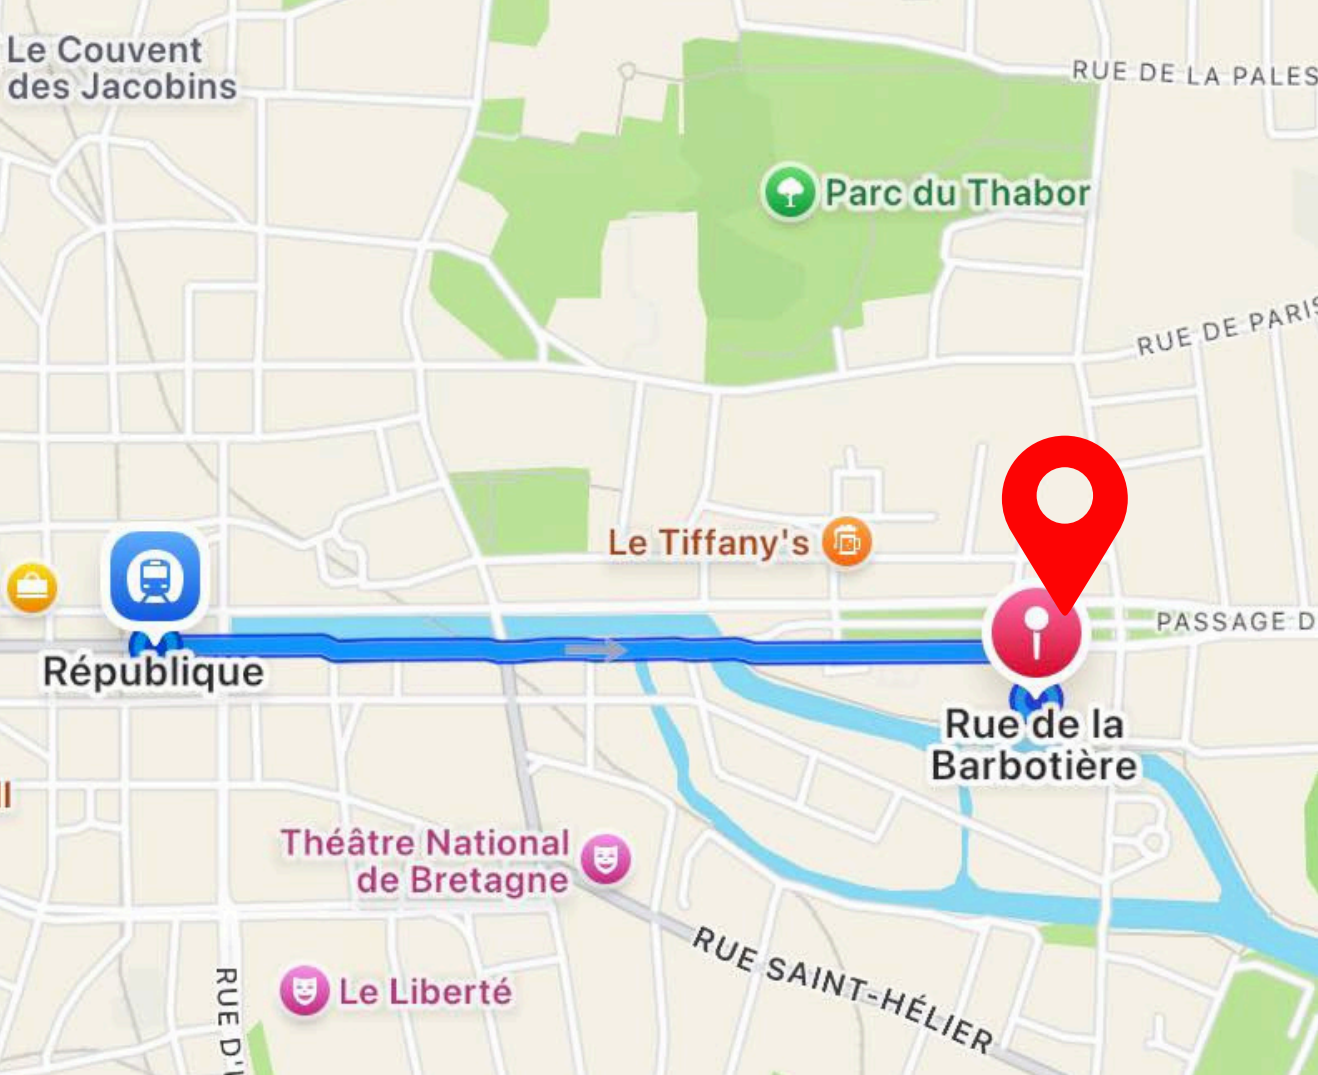 Le Couvent
des Jacobins
RUE DE LA PALES
Parc du Thabor
RUE DE PARIS
Le Tiffany's
PASSAGE D
République
Rue de la
Barbotière
ll
Théâtre National
de Bretagne
RUE SAINT-HÉLIER
Le Liberté
RUE D'